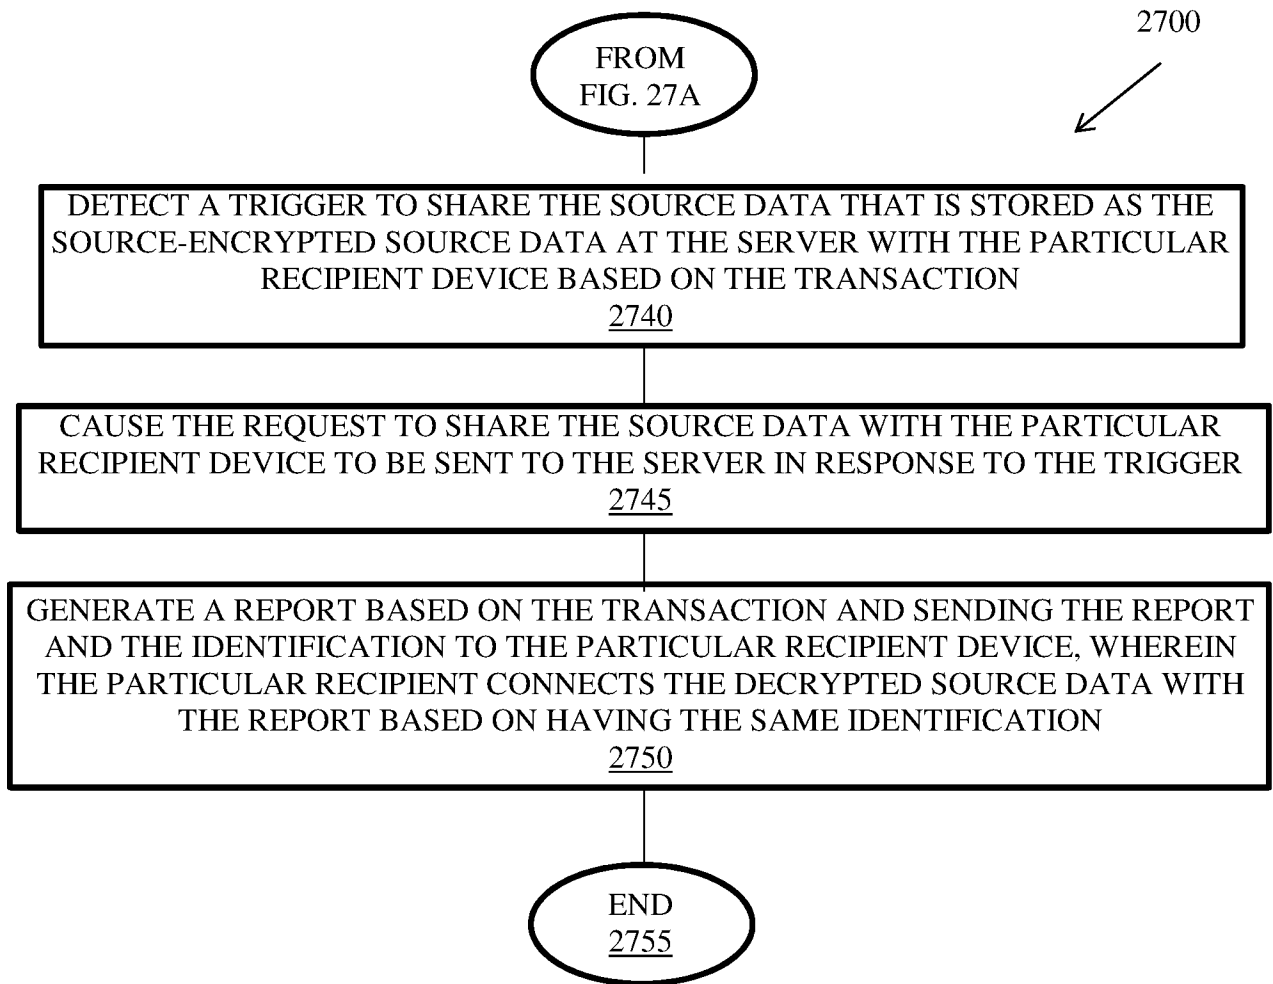 2700
FROM
FIG. 27A
DETECT A TRIGGER TO SHARE THE SOURCE DATA THAT IS STORED AS THE
SOURCE-ENCRYPTED SOURCE DATA AT THE SERVER WITH THE PARTICULAR
RECIPIENT DEVICE BASED ON THE TRANSACTION
2740
CAUSE THE REQUEST TO SHARE THE SOURCE DATA WITH THE PARTICULAR
RECIPIENT DEVICE TO BE SENT TO THE SERVER IN RESPONSE TO THE TRIGGER
2745
GENERATE A REPORT BASED ON THE TRANSACTION AND SENDING THE REPORT
AND THE IDENTIFICATION TO THE PARTICULAR RECIPIENT DEVICE, WHEREIN
THE PARTICULAR RECIPIENT CONNECTS THE DECRYPTED SOURCE DATA WITH
THE REPORT BASED ON HAVING THE SAME IDENTIFICATION
2750
END
2755